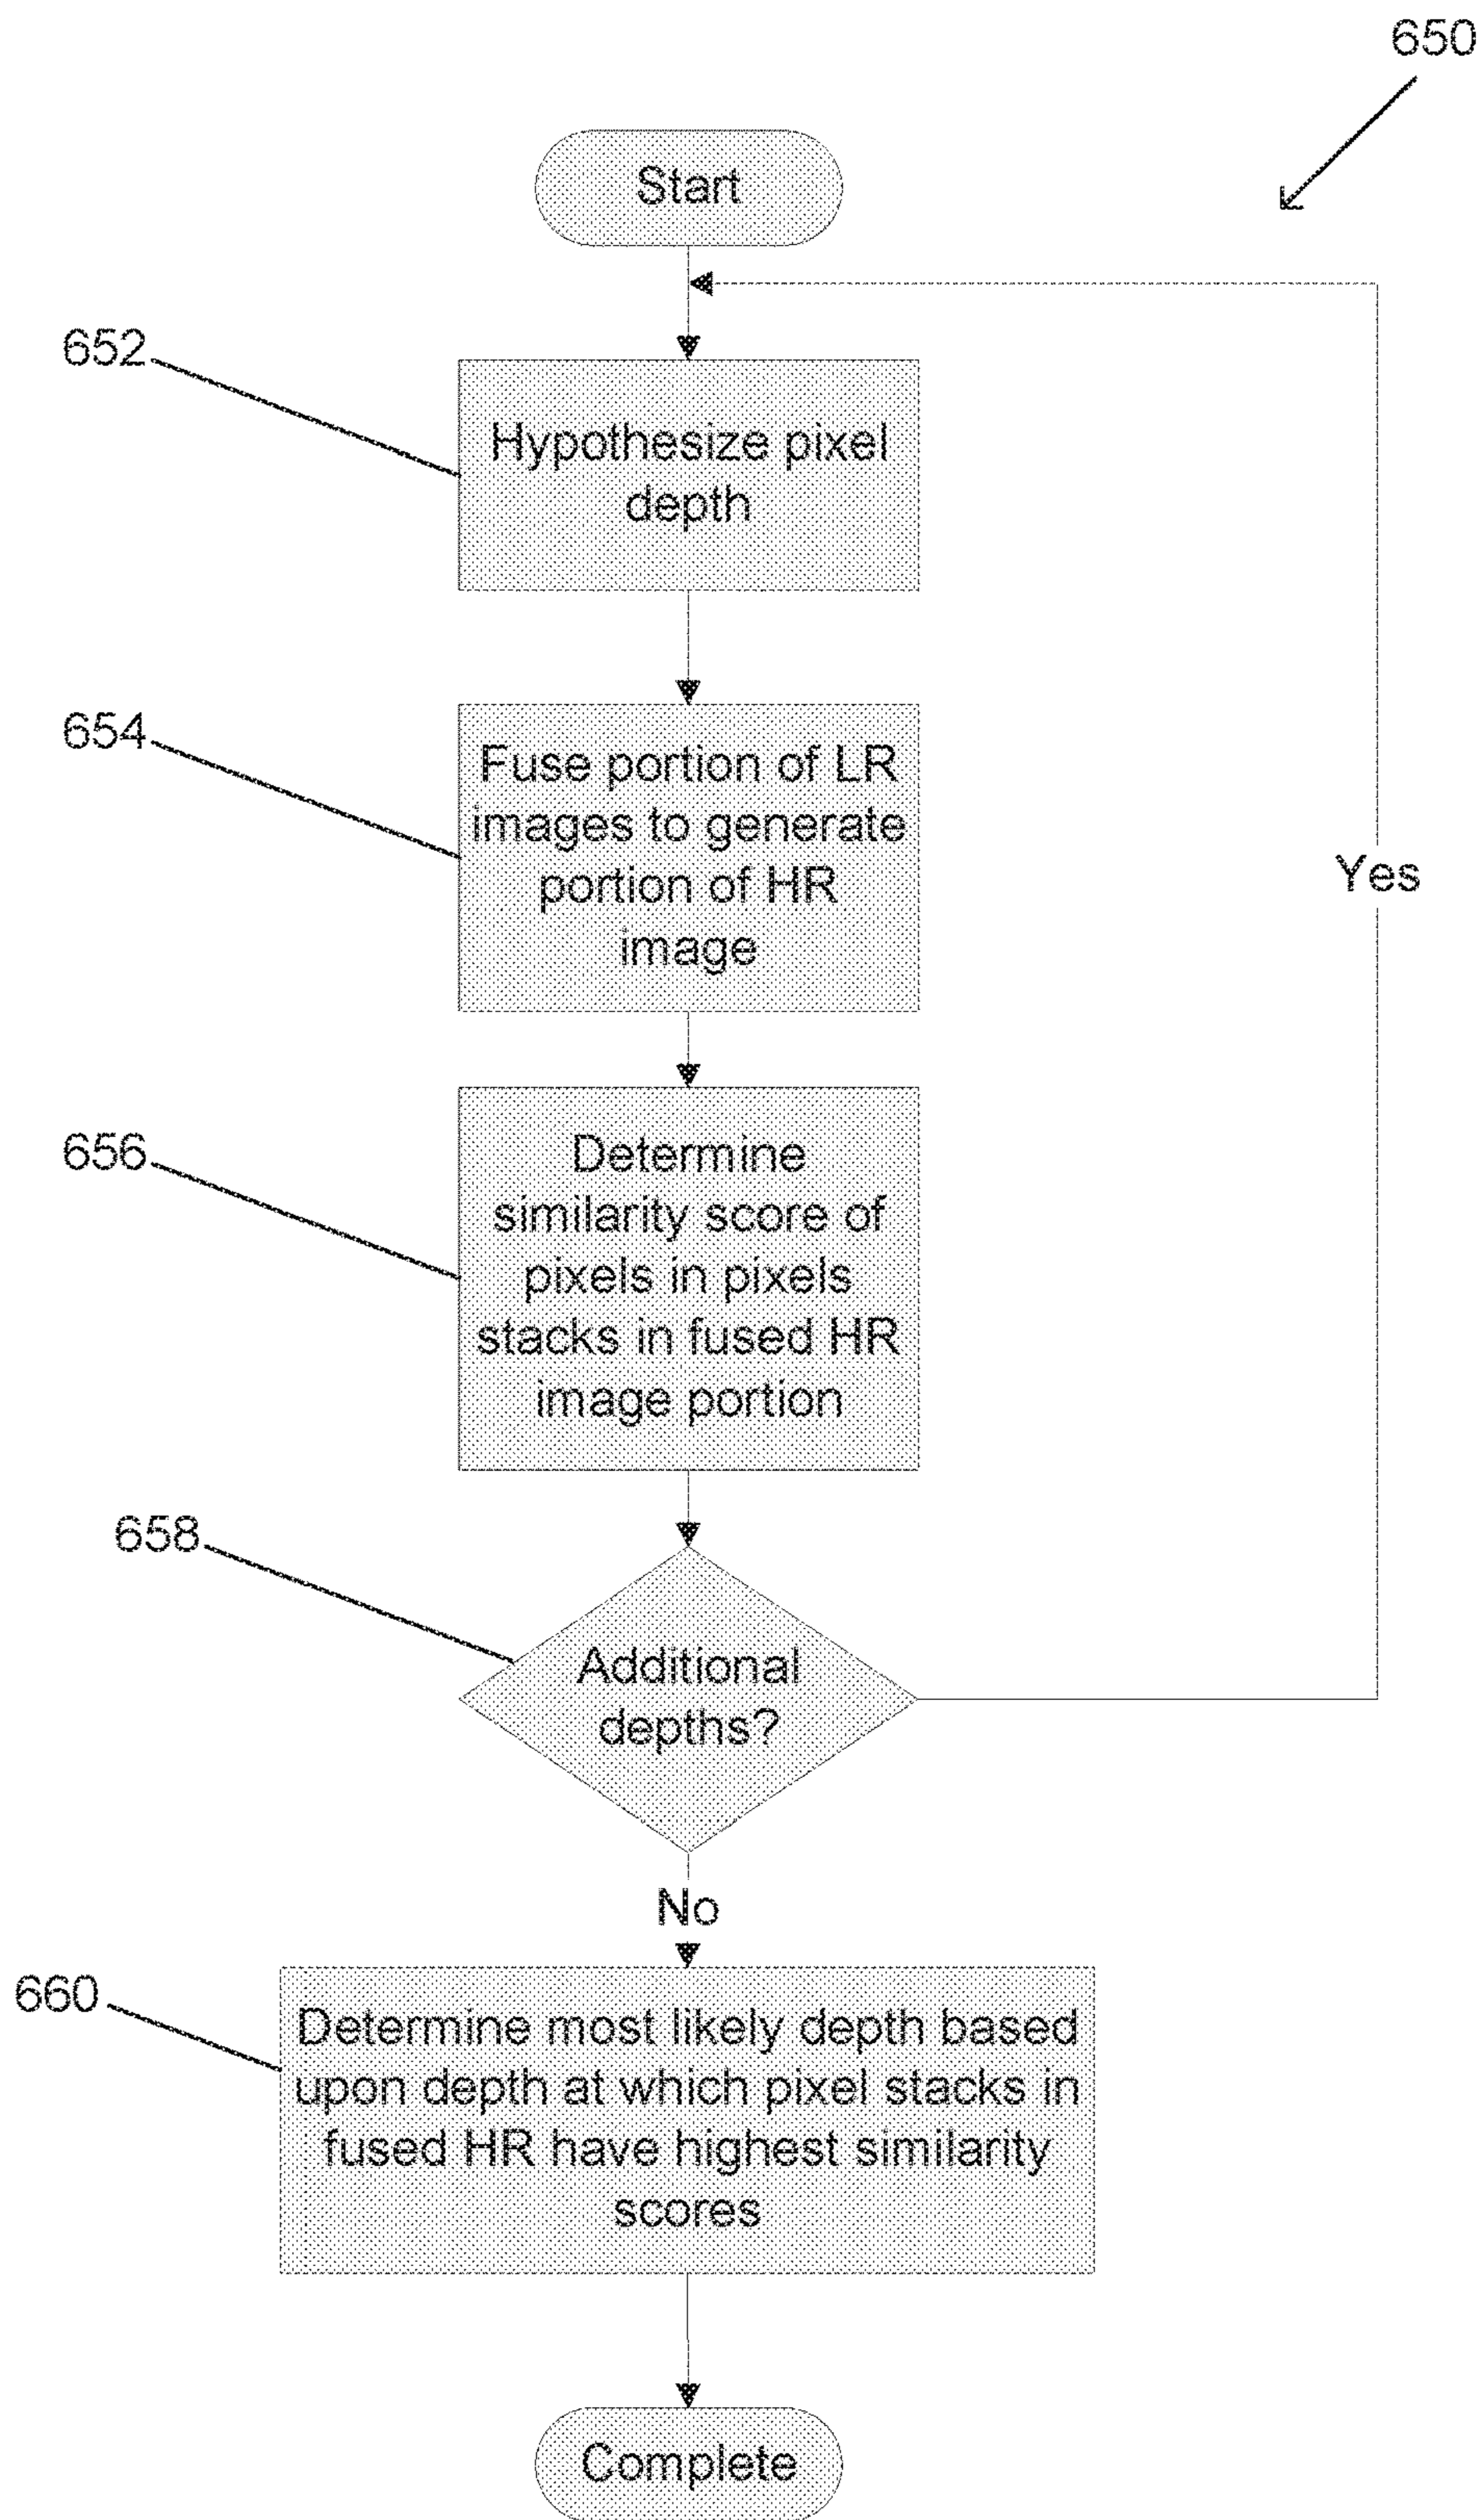 650
Start
652
Hypothesize pixel
depth
654
Fuse portion of LR
images to generate
portion of HR
image
Yes
656
Determine
similarity score of
pixels in pixels
stacks in fused HR
image portion
658
Additional
depths?
No
660
Determine most likely depth based
upon depth at which pixel stacks in
fused HR have highest similarity
scores
Complete